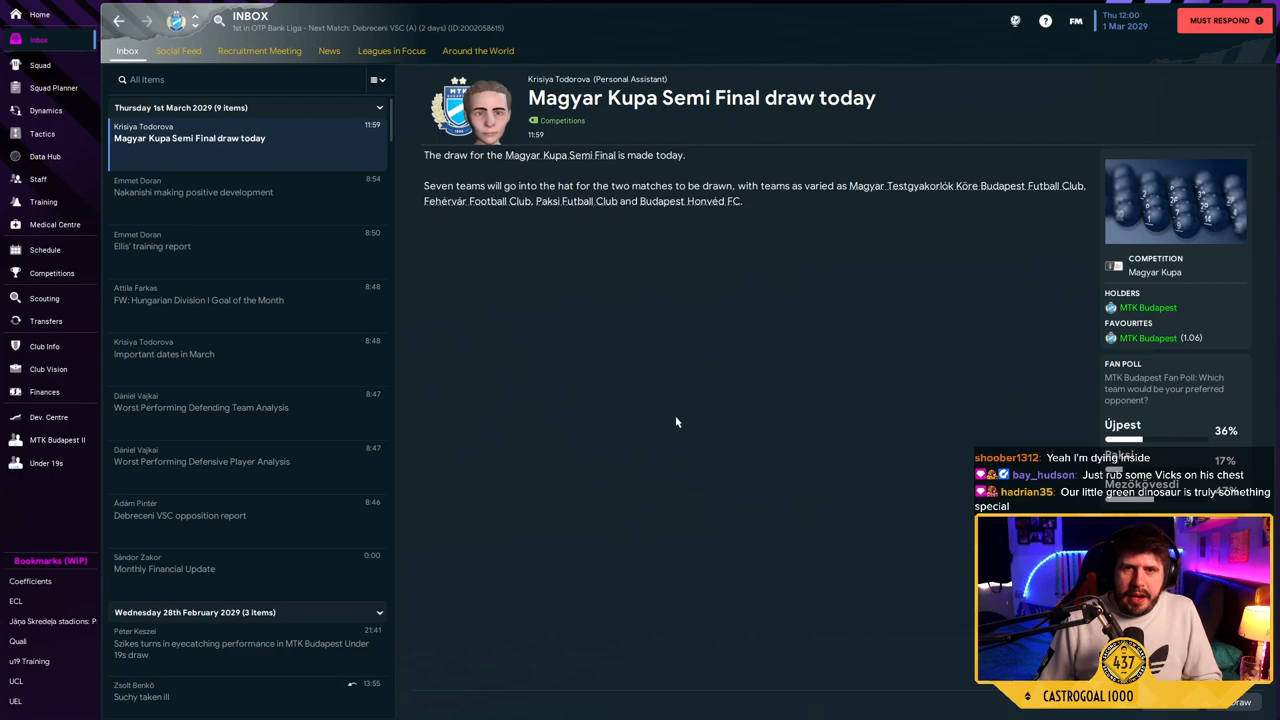 Home
INBOX
1st in OTP Bank Liga - Next Match: Debreceni VSC (A) (2 days) (ID:2002058615)
FM
Thu 12:00
1 Mar 2029
MUST RESPOND
Inbox
Inbox
Social Feed
Recruitment Meeting
News
Leagues in Focus
Around the World
Squad
Squad Planner
Dynamics
Tactics
Data Hub
Staff
Training
Medical Centre
Schedule
Competitions
Scouting
Transfers
Club Info
Club Vision
Finances
Dev. Centre
MTK Budapest II
Under 19s
Bookmarks (WiP)
Coefficients
ECL
Jāņa Skredeļa stadions: P
Quali
u19 Training
UCL
UEL
All Items
Thursday 1st March 2029 (9 items)
Krisiya Todorova 11:59
Magyar Kupa Semi Final draw today
Emmet Doran 8:54
Nakanishi making positive development
Emmet Doran 8:50
Ellis' training report
Attila Farkas 8:48
FW: Hungarian Division I Goal of the Month
Krisiya Todorova 8:48
Important dates in March
Dániel Vajkai 8:47
Worst Performing Defending Team Analysis
Dániel Vajkai 8:47
Worst Performing Defensive Player Analysis
Ádám Pintér 8:46
Debreceni VSC opposition report
Sándor Zakor 0:00
Monthly Financial Update
Wednesday 28th February 2029 (3 items)
Péter Keszei 21:41
Szikes turns in eyecatching performance in MTK Budapest Under
19s draw
Zsolt Benkő 13:55
Suchy taken ill
Krisiya Todorova (Personal Assistant)
Magyar Kupa Semi Final draw today
Competitions
11:59
The draw for the Magyar Kupa Semi Final is made today.
Seven teams will go into the hat for the two matches to be drawn, with teams as varied as Magyar Testgyakorlók Köre Budapest Futball Club,
Fehérvár Football Club, Paksi Futball Club and Budapest Honvéd FC.
COMPETITION
Magyar Kupa
HOLDERS
MTK Budapest
FAVOURITES
MTK Budapest (1.06)
FAN POLL
MTK Budapest Fan Poll: Which
team would be your preferred
opponent?
Újpest 36%
Paksi 17%
Mezőkövesdi
shoober1312: Yeah I'm dying inside
bay_hudson: Just rub some Vicks on his chest
hadrian35: Our little green dinosaur is truly something
special
437
CASTROGOAL 1000